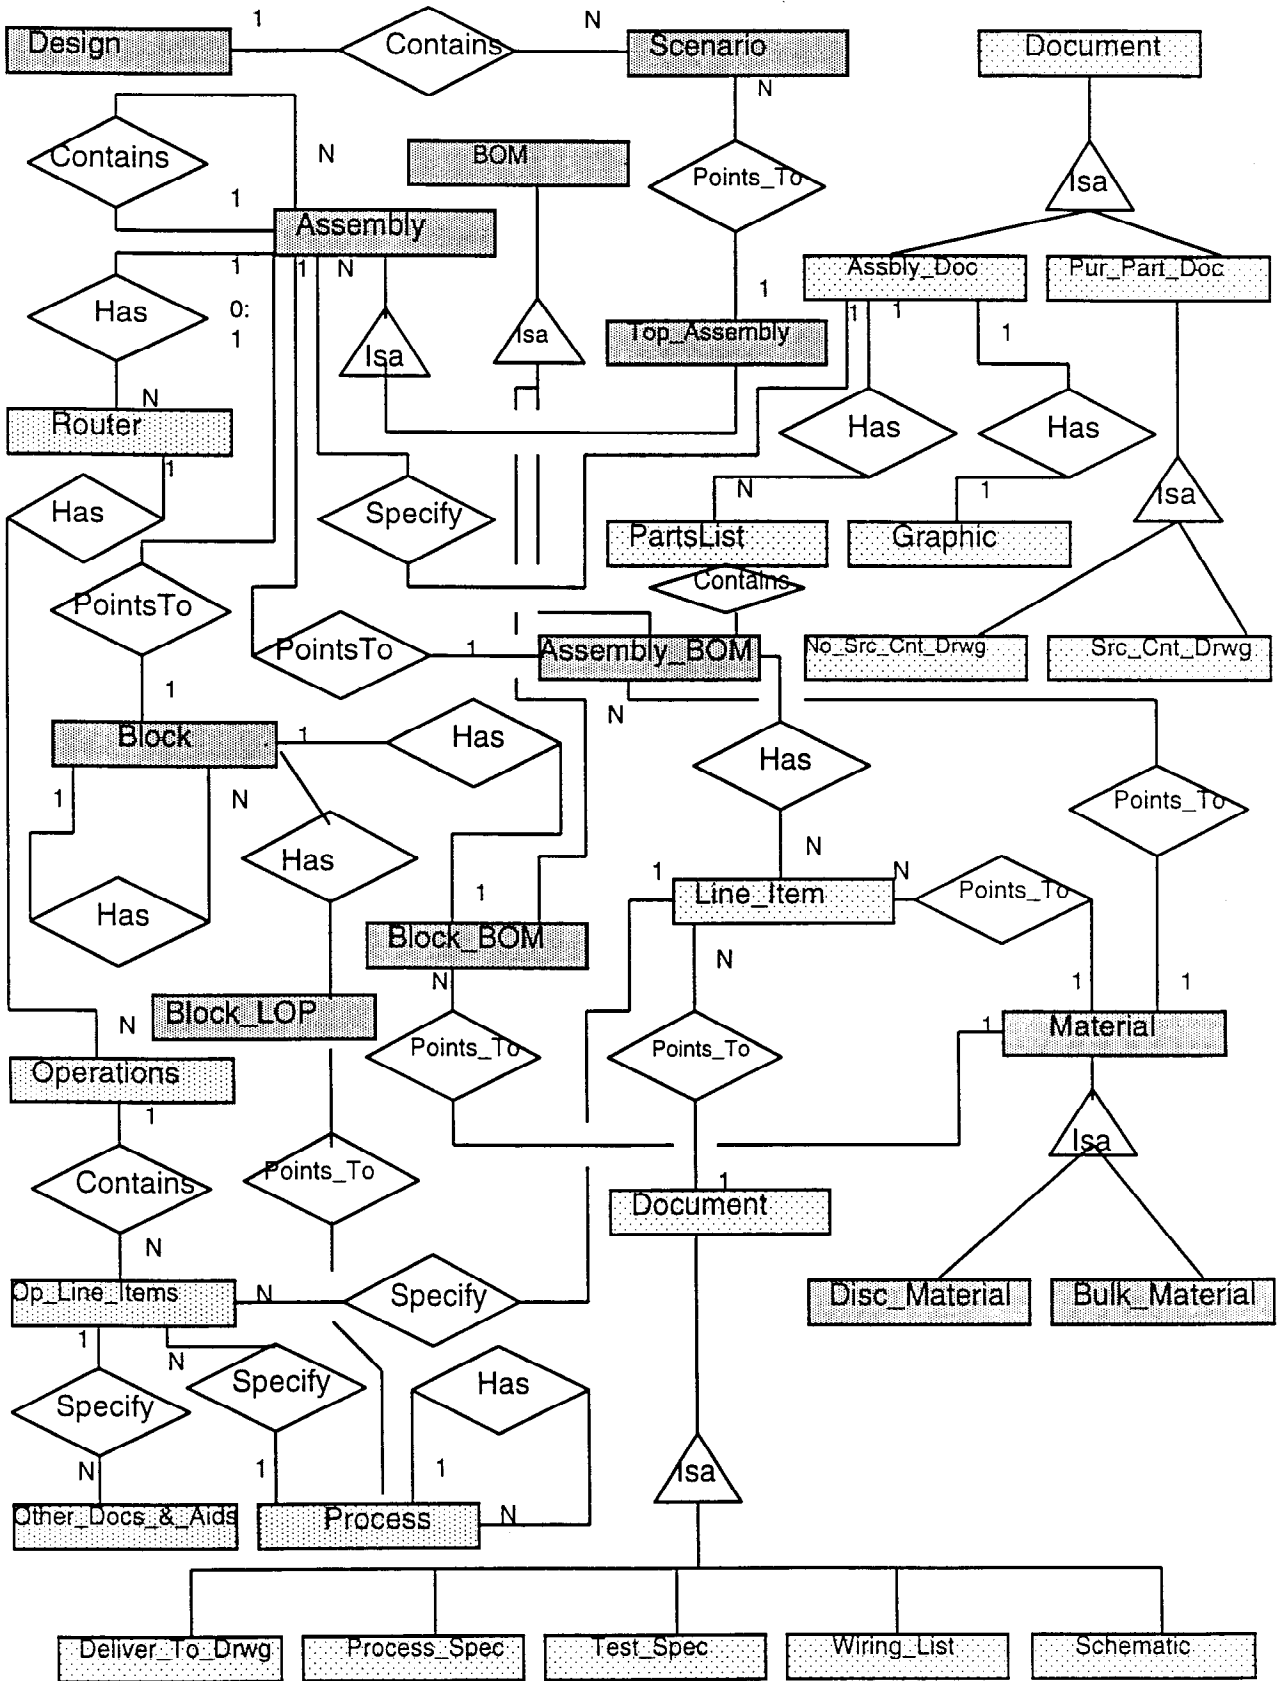 1
N
Design
Contains
Scenario
Document
N
Contains
N
BOM
Points_To
Isa
1
Assembly
1
1
N
Assbly_Doc
Pur_Part_Doc
Has
0:
1
1
1
1
1
Isa
Isa
Top_Assembly
N
Router
Has
Has
1
Has
Specify
N
1
Isa
PartsList
Graphic
Contains
PointsTo
PointsTo
1
Assembly_BOM
No_Src_Cnt_Drwg
Src_Cnt_Drwg
1
N
Block
1
Has
Has
1
N
Points_To
Has
Has
N
1
N
Line_Item
Points_To
1
Block_BOM
N
N
1
1
Block_LOP
N
Points_To
Points_To
1
Material
Operations
1
Isa
Contains
Points_To
1
Document
N
Op_Line_Items
N
Specify
Disc_Material
Bulk_Material
1
N
Specify
Specify
Has
N
1
1
Isa
Other_Docs_&_Aids
Process
N
Deliver_To_Drwg
Process_Spec
Test_Spec
Wiring_List
Schematic